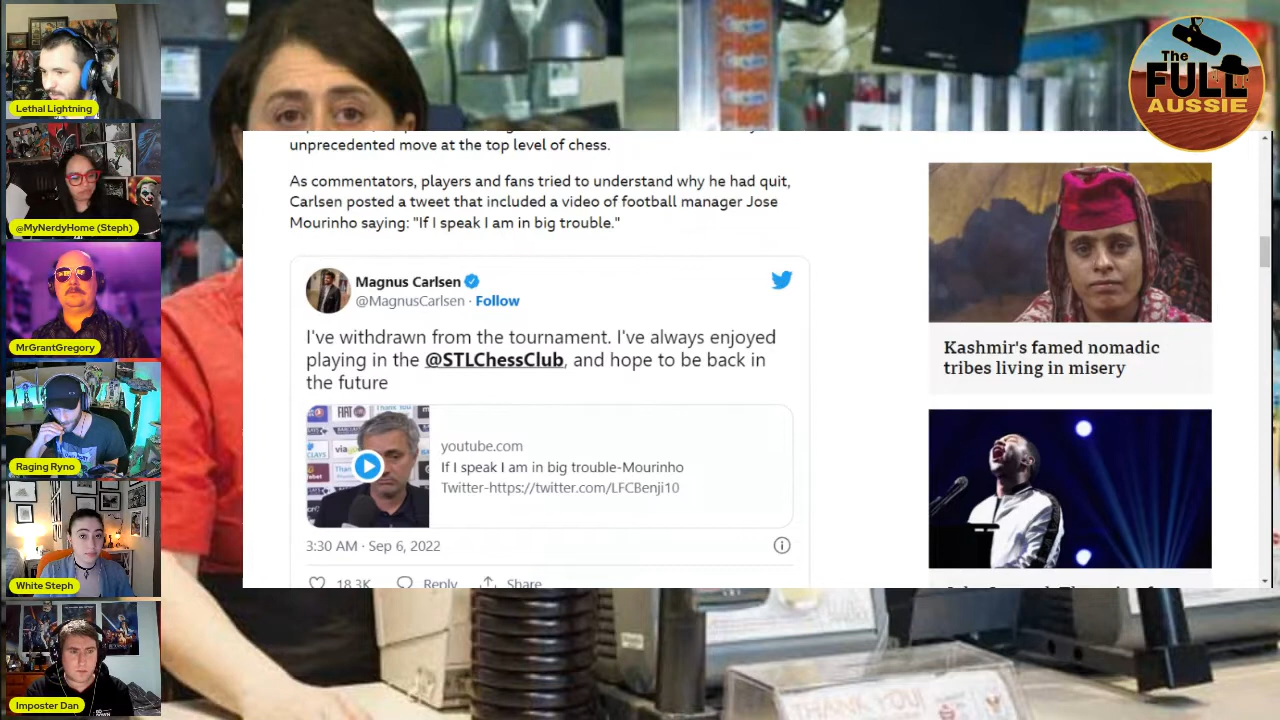 Lethal Lightning
@MyNerdyHome (Steph)
MrGrantGregory
Raging Ryno
White Steph
Imposter Dan
The
FULL
AUSSIE
unprecedented move at the top level of chess.
As commentators, players and fans tried to understand why he had quit,
Carlsen posted a tweet that included a video of football manager Jose
Mourinho saying: "If I speak I am in big trouble."
Magnus Carlsen
@MagnusCarlsen · Follow
I've withdrawn from the tournament. I've always enjoyed
playing in the @STLChessClub, and hope to be back in
the future
FIAT
youtube.com
If I speak I am in big trouble-Mourinho
Twitter-https://twitter.com/LFCBenji10
3:30 AM · Sep 6, 2022
18.3K Reply Share
Kashmir's famed nomadic
tribes living in misery
THANK YOU